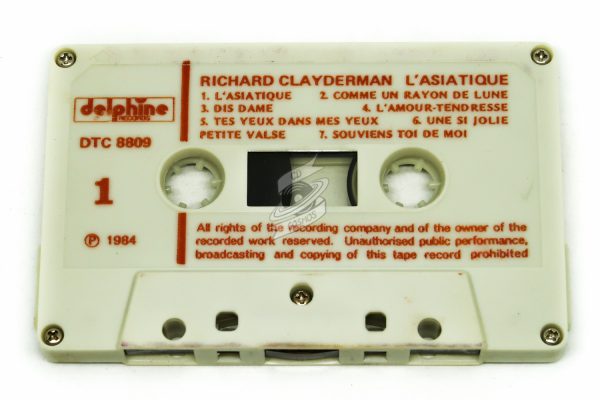 RICHARD CLAYDERMAN L'ASIATIQUE
1. L'ASIATIQUE 2. COMME UN RAYON DE LUNE
3. DIS DAME 4. L'AMOUR-TENDRESSE
5. TES YEUX DANS MES YEUX 6. UNE SI JOLIE
PETITE VALSE 7. SOUVIENS TOI DE MOI
delphine
RECORDS
DTC 8809
1
℗ 1984
CD
COSMOS
All rights of the recording company and of the owner of the
recorded work reserved. Unauthorised public performance,
broadcasting and copying of this tape record prohibited